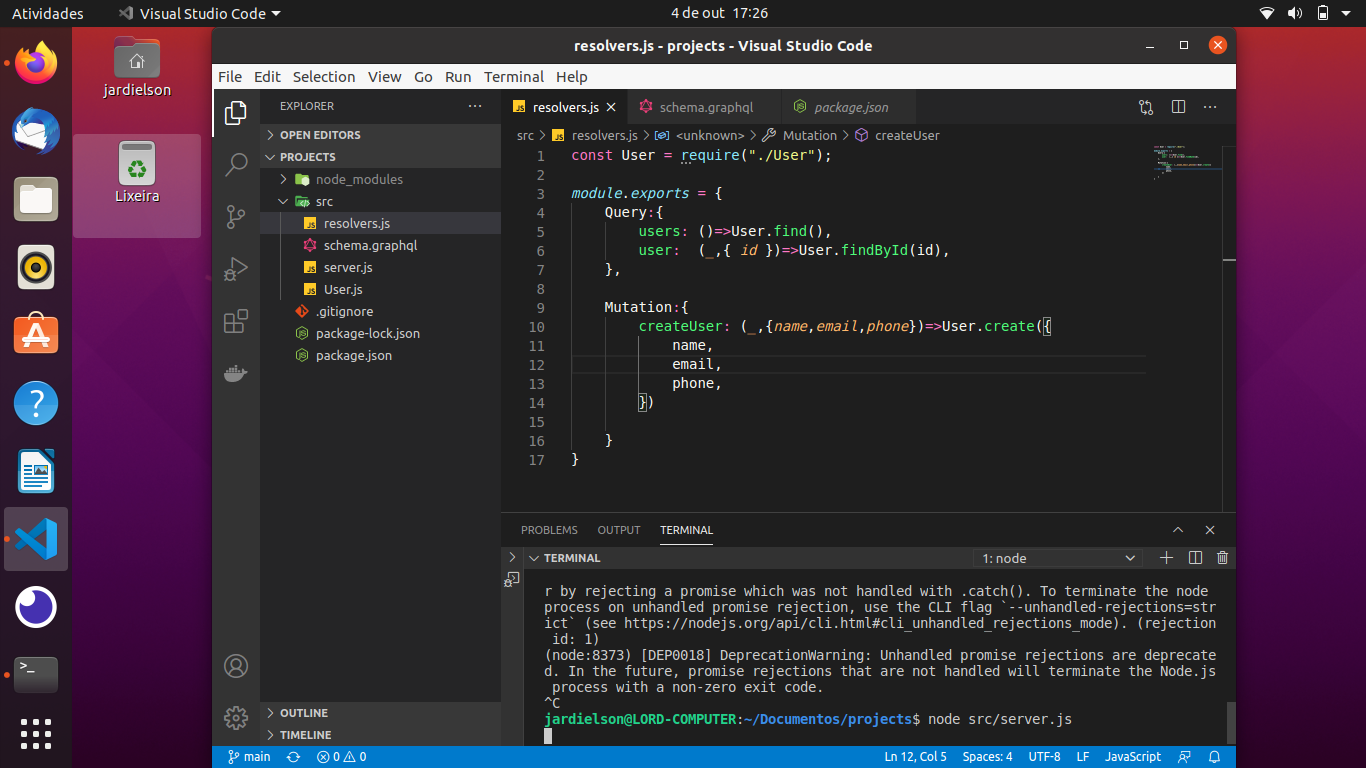 Atividades
Visual Studio Code
4 de out 17:26
jardielson
Lixeira
resolvers.js - projects - Visual Studio Code
File Edit Selection View Go Run Terminal Help
EXPLORER
OPEN EDITORS
PROJECTS
node_modules
src
resolvers.js
schema.graphql
server.js
User.js
.gitignore
package-lock.json
package.json
OUTLINE
TIMELINE
resolvers.js schema.graphql package.json
src > resolvers.js > <unknown> > Mutation > createUser
1 const User = require("./User");
2
3 module.exports = {
4 Query:{
5 users: ()=>User.find(),
6 user: (_,{ id })=>User.findById(id),
7 },
8
9 Mutation:{
10 createUser: (_,{name,email,phone})=>User.create({
11 name,
12 email,
13 phone,
14 })
15
16 }
17 }
PROBLEMS OUTPUT TERMINAL
TERMINAL
1: node
r by rejecting a promise which was not handled with .catch(). To terminate the node
process on unhandled promise rejection, use the CLI flag `--unhandled-rejections=str
ict` (see https://nodejs.org/api/cli.html#cli_unhandled_rejections_mode). (rejection
id: 1)
(node:8373) [DEP0018] DeprecationWarning: Unhandled promise rejections are deprecate
d. In the future, promise rejections that are not handled will terminate the Node.js
process with a non-zero exit code.
^C
jardielson@LORD-COMPUTER:~/Documentos/projects$ node src/server.js
main 0 0 Ln 12, Col 5 Spaces: 4 UTF-8 LF JavaScript